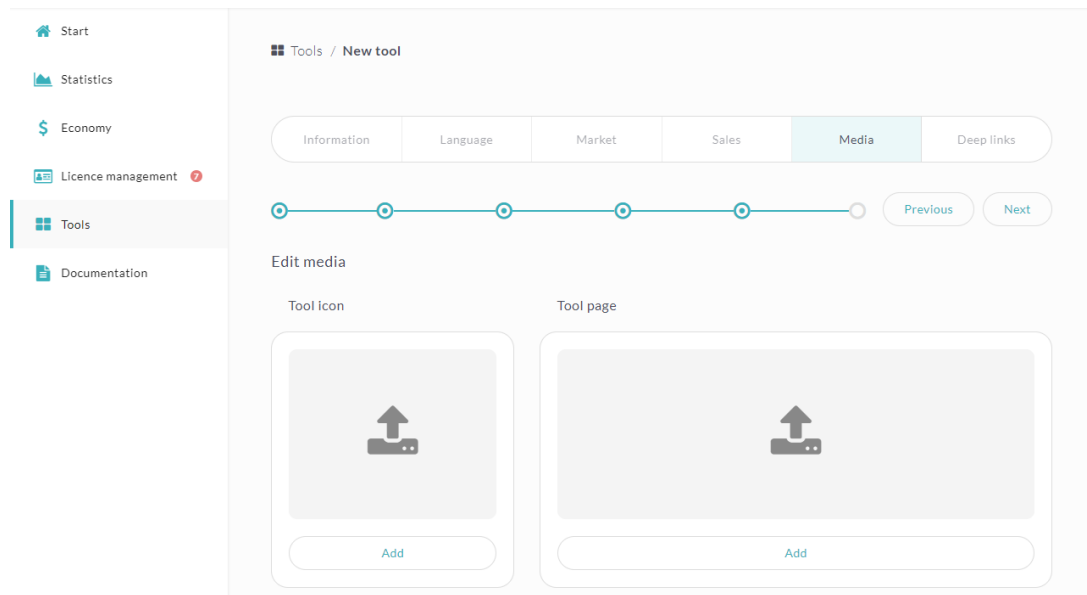 Start
Statistics
Economy
Licence management 7
Tools
Documentation
Tools / New tool
Information Language Market Sales Media Deep links
Previous Next
Edit media
Tool icon Tool page
Add Add